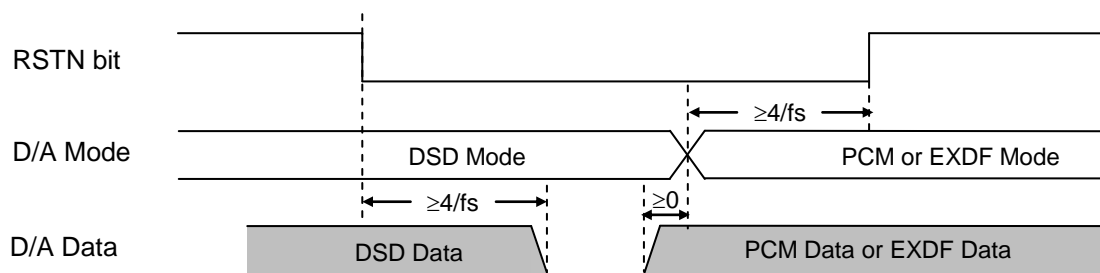 RSTN bit
≥4/fs
D/A Mode
DSD Mode
PCM or EXDF Mode
≥4/fs
≥0
D/A Data
DSD Data
PCM Data or EXDF Data